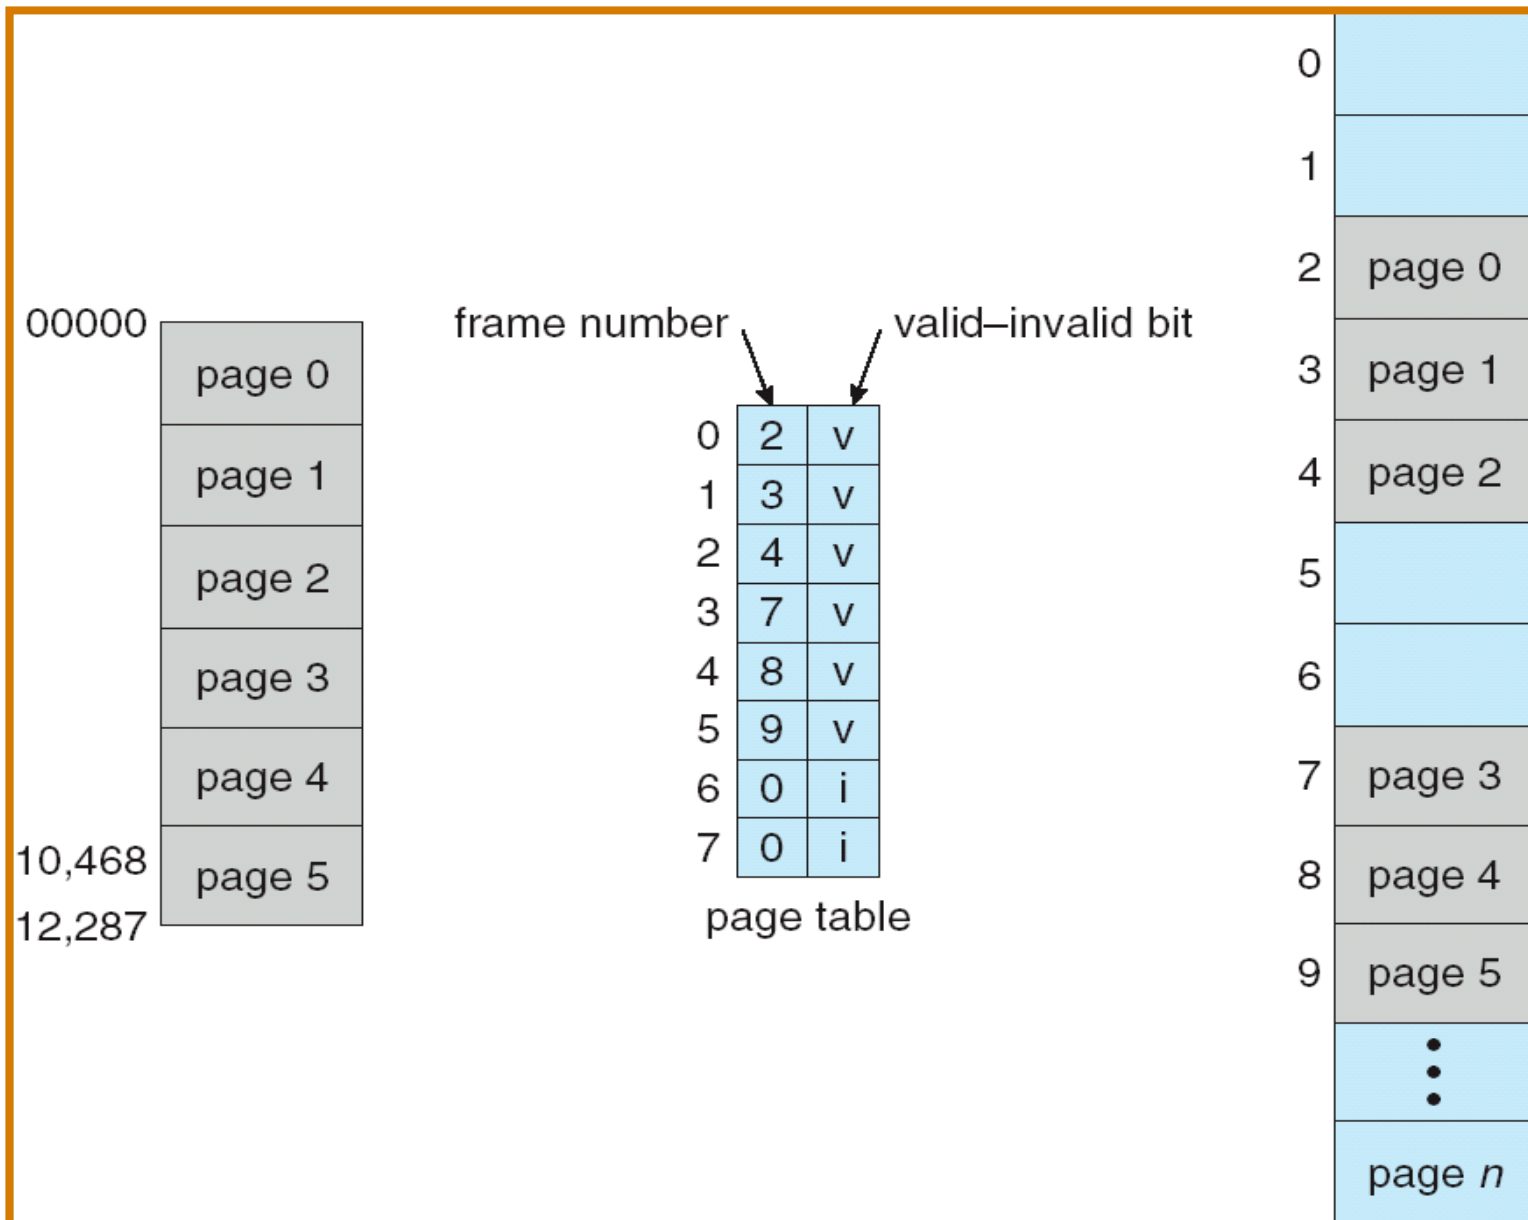 00000
page 0
page 1
page 2
page 3
page 4
10,468
page 5
12,287
frame number
valid–invalid bit
0 2 v
1 3 v
2 4 v
3 7 v
4 8 v
5 9 v
6 0 i
7 0 i
page table
0
1
2 page 0
3 page 1
4 page 2
5
6
7 page 3
8 page 4
9 page 5
page n